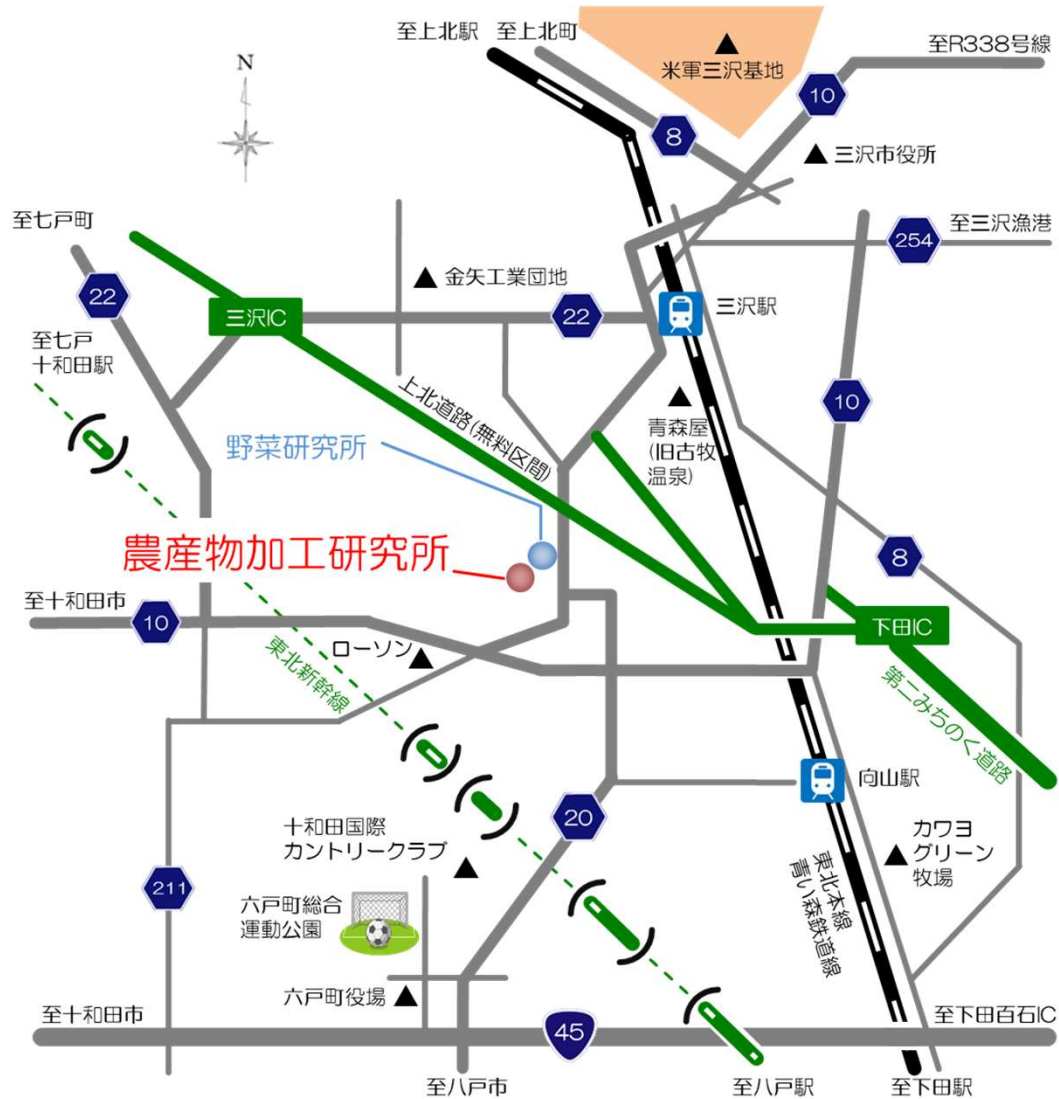 至上北駅
至上北町
米軍三沢基地
至R338号線
10
8
三沢市役所
N
至七戸町
254
至三沢漁港
22
金矢工業団地
三沢IC
22
三沢駅
至七戸
十和田駅
上北道路(無料区間)
10
青森屋
(旧古牧
温泉)
野菜研究所
農産物加工研究所
8
至十和田市
10
下田IC
ローソン
東北新幹線
第二みちのく道路
向山駅
20
十和田国際
カントリークラブ
カワヨ
グリーン
牧場
211
六戸町総合
運動公園
東北本線
青い森鉄道線
六戸町役場
至十和田市
45
至下田百石IC
至八戸市
至八戸駅
至下田駅